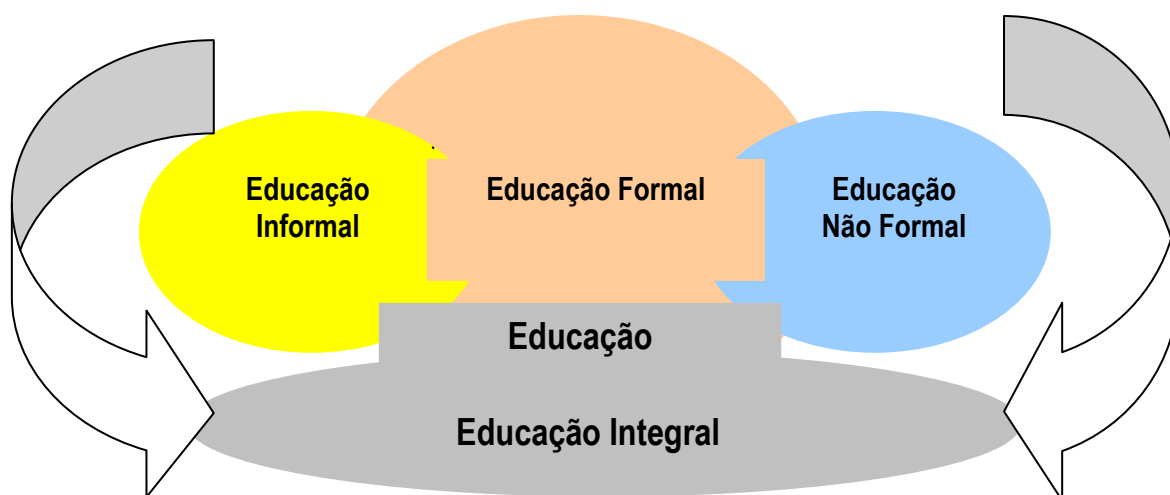 Educação
Informal
Educação Formal
Educação
Não Formal
Educação
Educação Integral